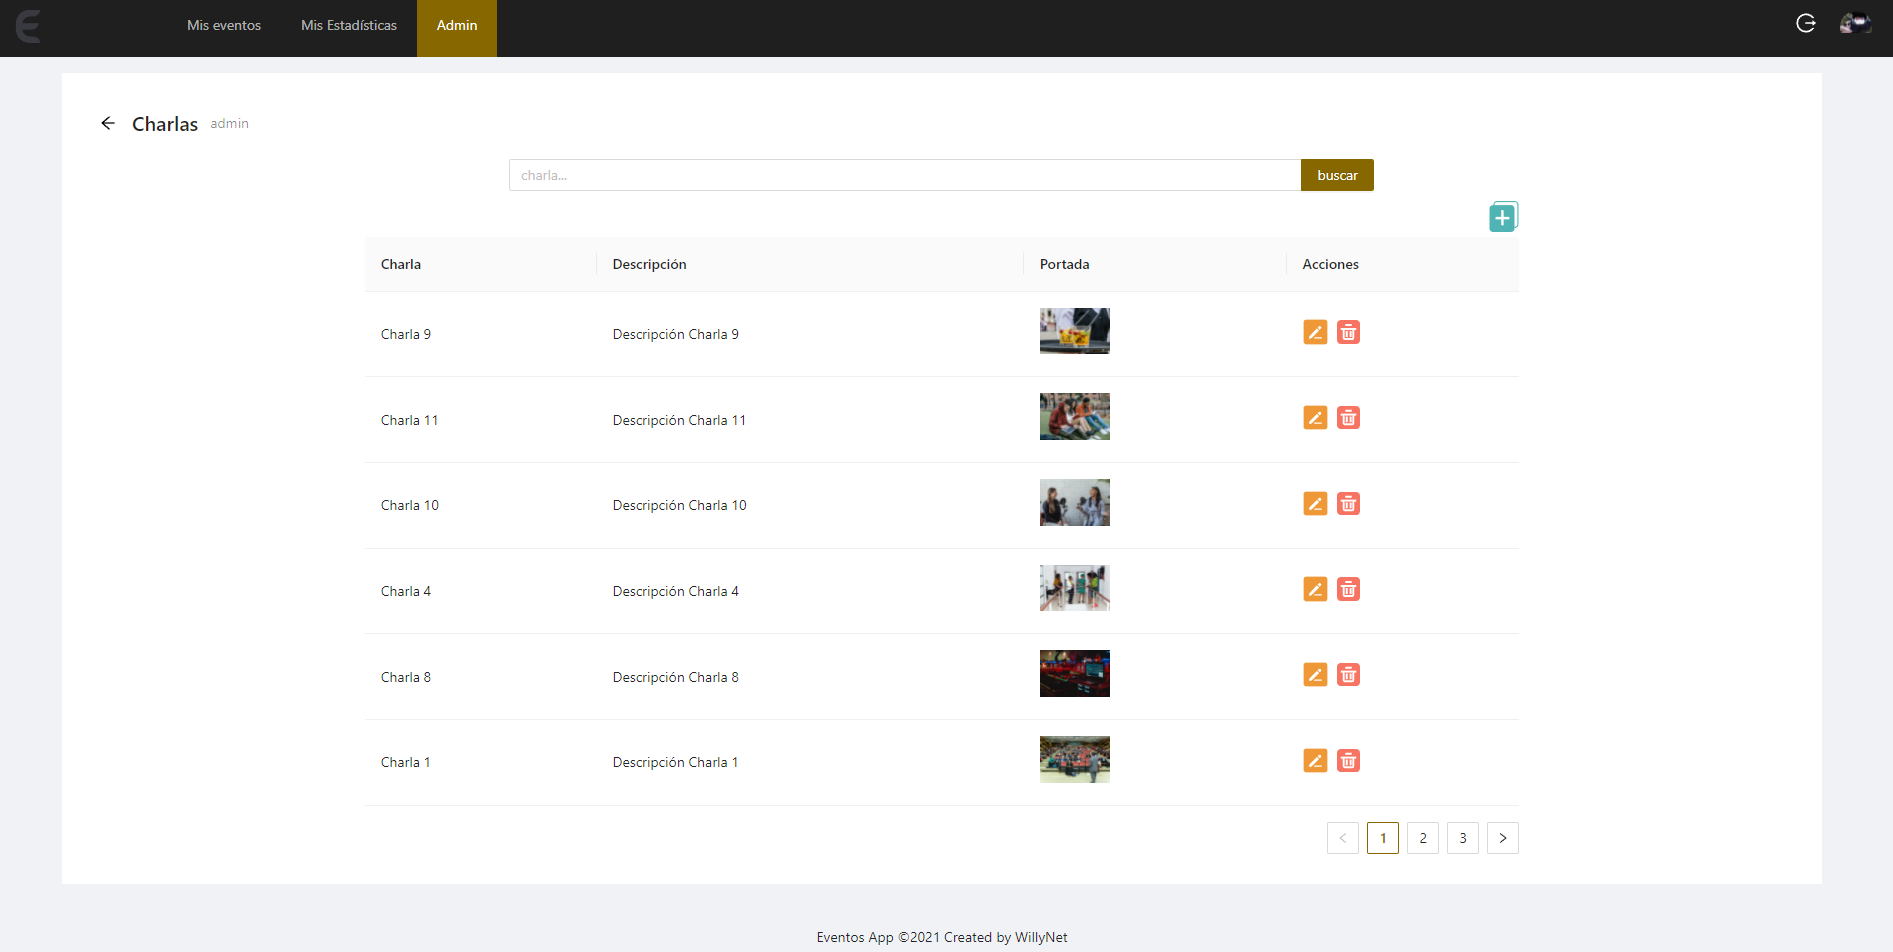 Mis eventos Mis Estadísticas Admin
Charlas admin
charla... buscar
Charla Descripción Portada Acciones
Charla 9 Descripción Charla 9
Charla 11 Descripción Charla 11
Charla 10 Descripción Charla 10
Charla 4 Descripción Charla 4
Charla 8 Descripción Charla 8
Charla 1 Descripción Charla 1
< 1 2 3 >
Eventos App ©2021 Created by WillyNet